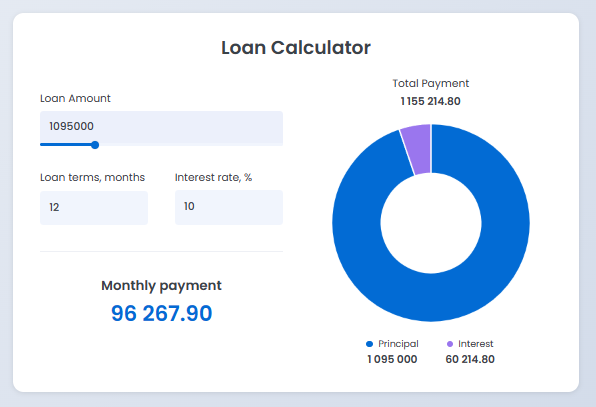 Loan Calculator
Loan Amount
1095000
Loan terms, months
Interest rate, %
12
10
Monthly payment
96 267.90
Total Payment
1 155 214.80
Principal
1 095 000
Interest
60 214.80